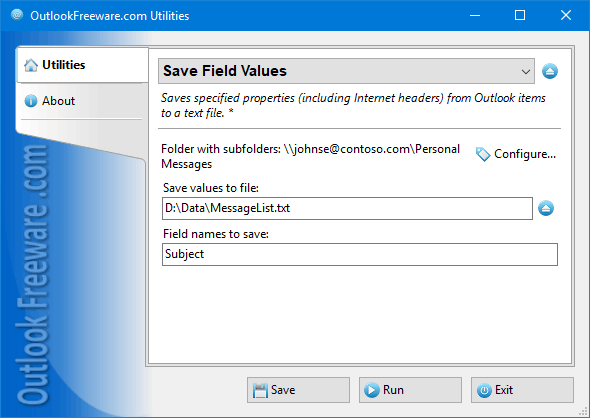 OutlookFreeware.com Utilities
Utilities
About
Save Field Values
Saves specified properties (including Internet headers) from Outlook items
to a text file. *
Folder with subfolders: \\johnse@contoso.com\Personal
Messages
Configure...
Save values to file:
D:\Data\MessageList.txt
Field names to save:
Subject
Outlook Freeware .com
Save
Run
Exit